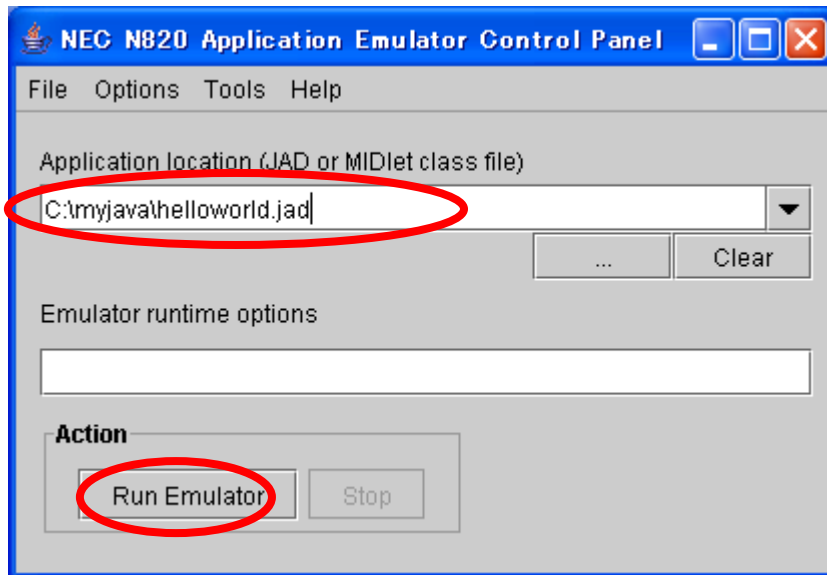 NEC N820 Application Emulator Control Panel
File Options Tools Help
Application location (JAD or MIDlet class file)
C:\myjava\helloworld.jad
... Clear
Emulator runtime options
Action
Run Emulator Stop